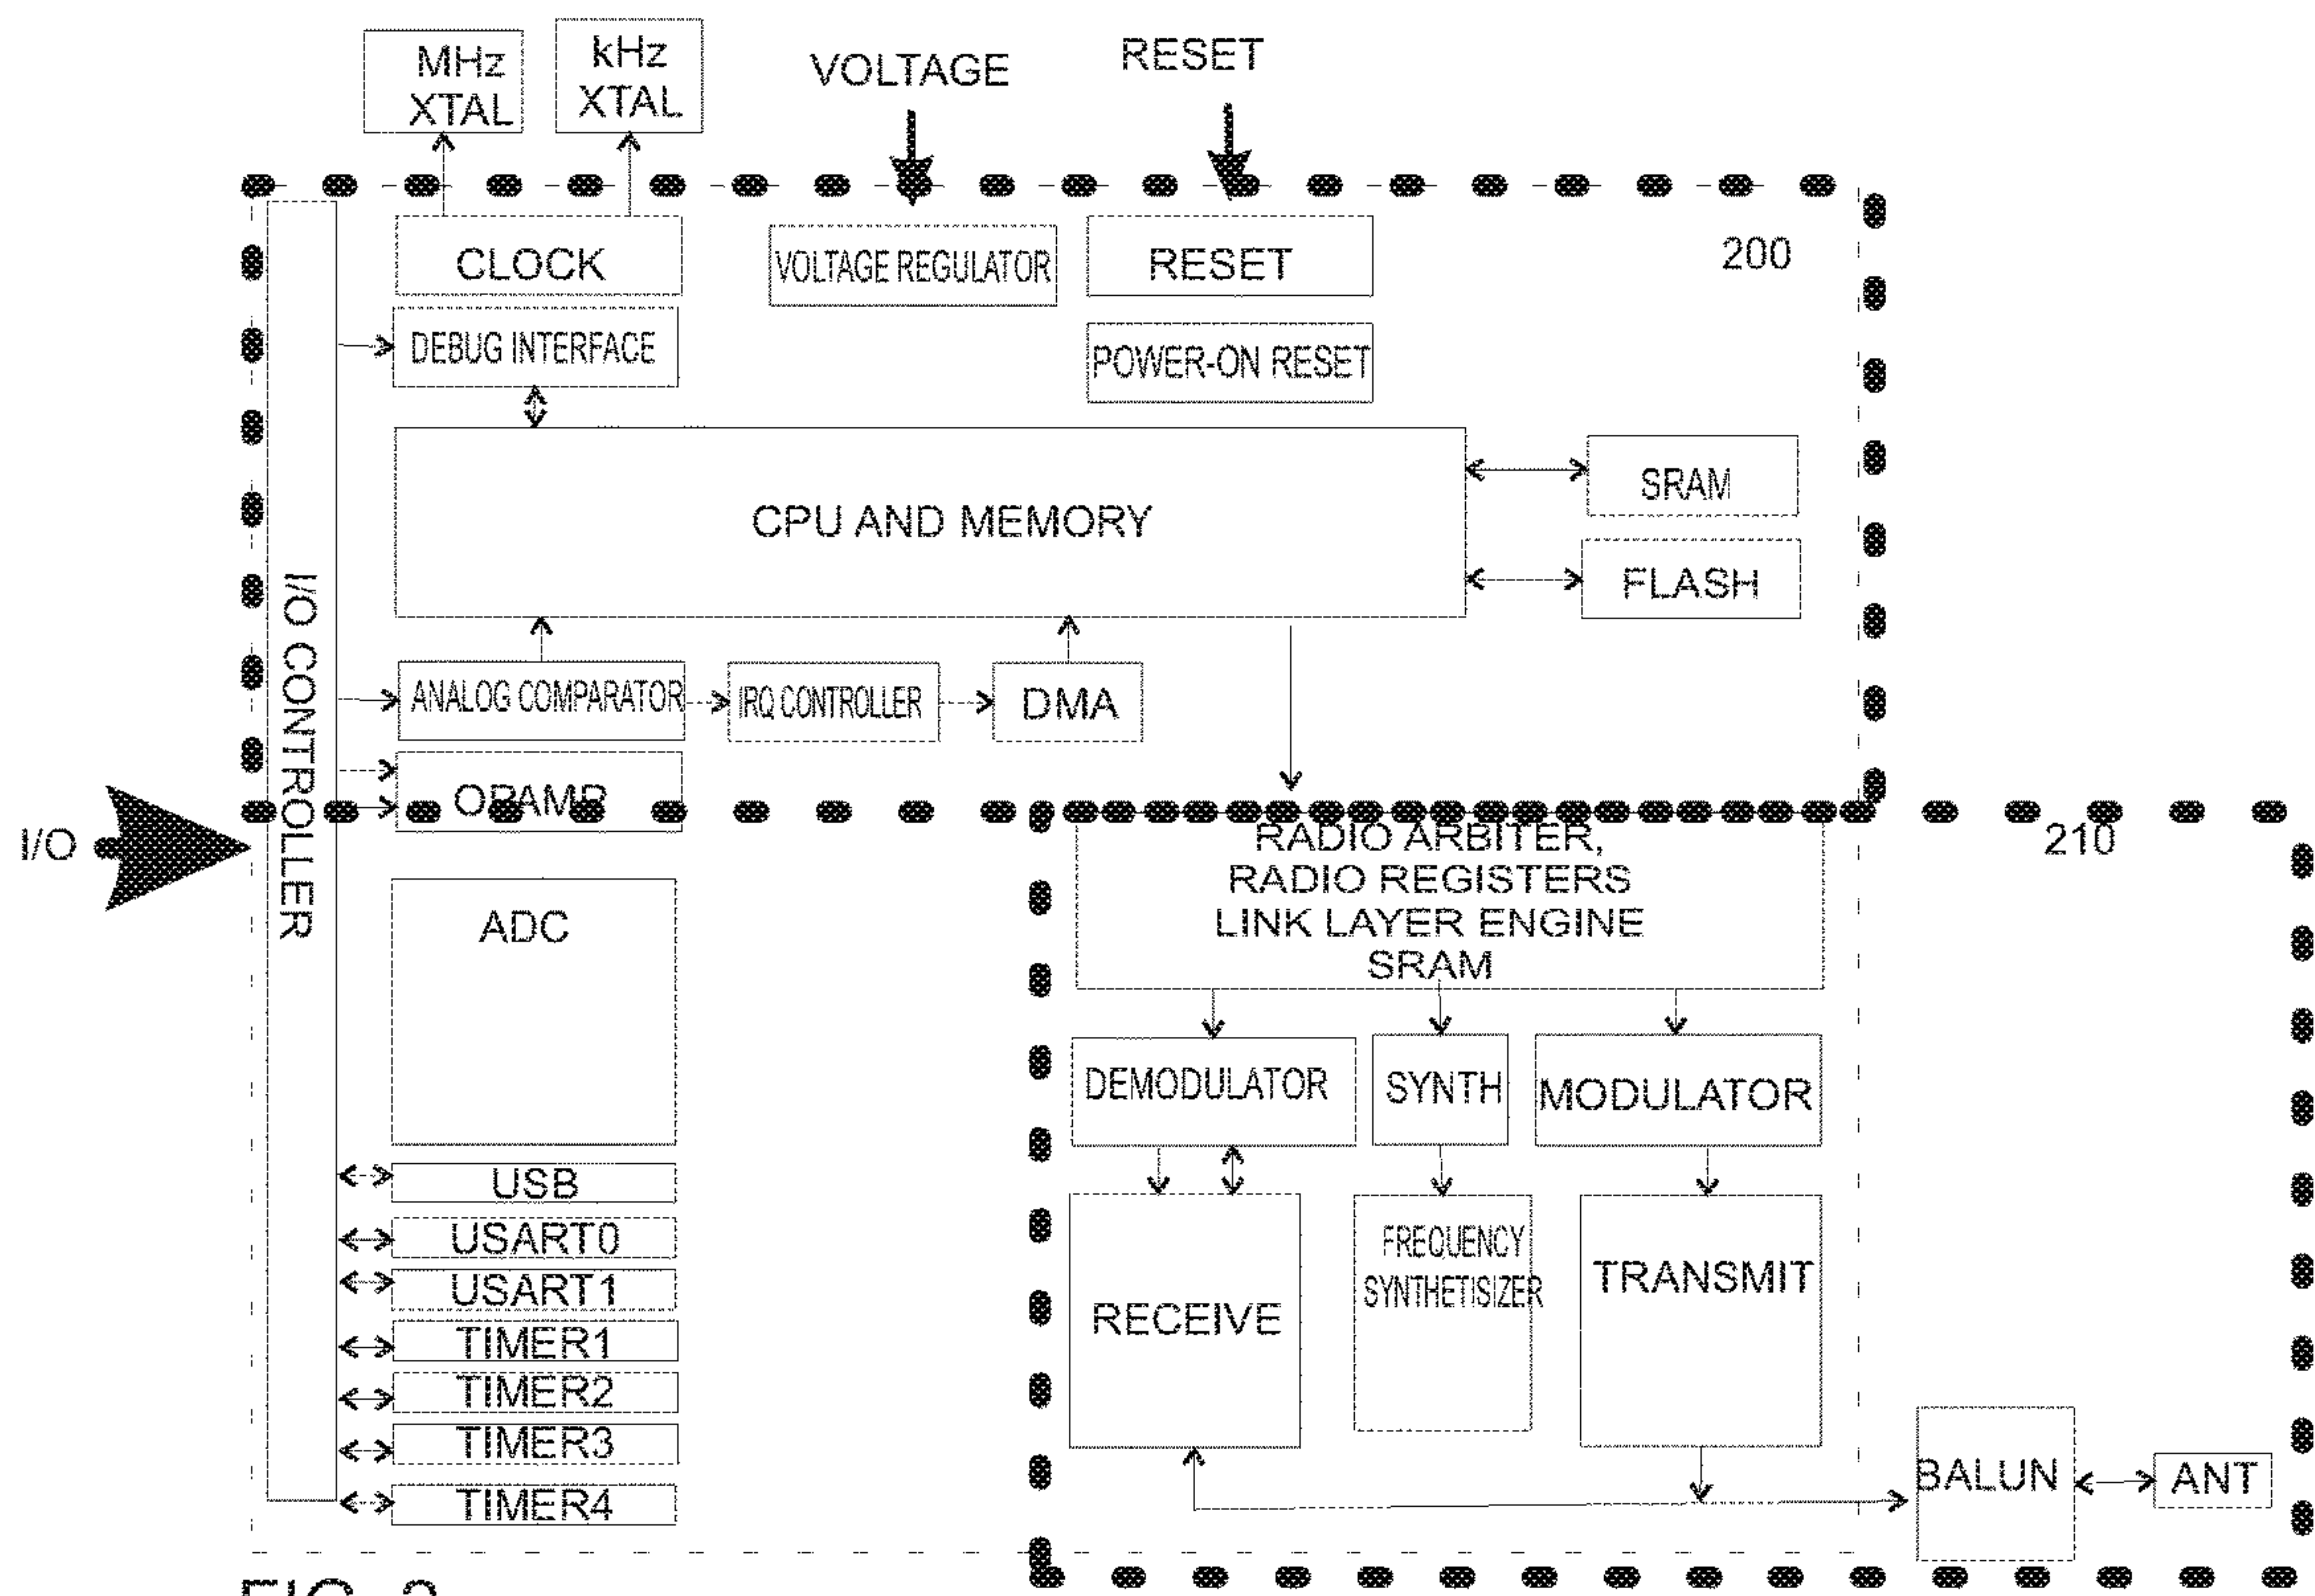 MHz
XTAL
kHz
XTAL
VOLTAGE
RESET
CLOCK
VOLTAGE REGULATOR
RESET
200
DEBUG INTERFACE
POWER-ON RESET
CPU AND MEMORY
SRAM
FLASH
I/O CONTROLLER
ANALOG COMPARATOR
IRQ CONTROLLER
DMA
OPAMP
I/O
210
RADIO ARBITER,
RADIO REGISTERS
LINK LAYER ENGINE
SRAM
ADC
DEMODULATOR
SYNTH
MODULATOR
USB
USART0
USART1
TIMER1
TIMER2
TIMER3
TIMER4
RECEIVE
FREQUENCY
SYNTHETISIZER
TRANSMIT
BALUN
ANT